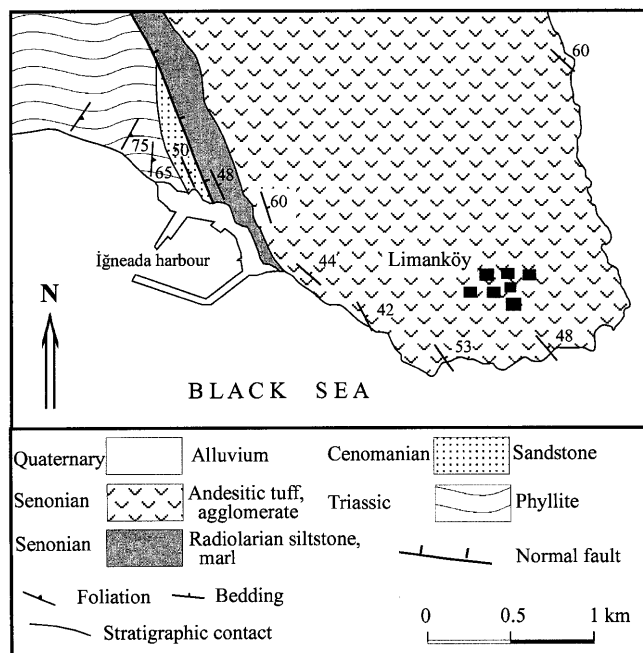 60
75
50
65
48
60
İğneada harbour
44
Limanköy
N
42
53
48
BLACK SEA
Quaternary Alluvium Cenomanian Sandstone
Senonian Andesitic tuff, agglomerate Triassic Phyllite
Senonian Radiolarian siltstone, marl
Normal fault
Foliation Bedding
Stratigraphic contact
0 0.5 1 km